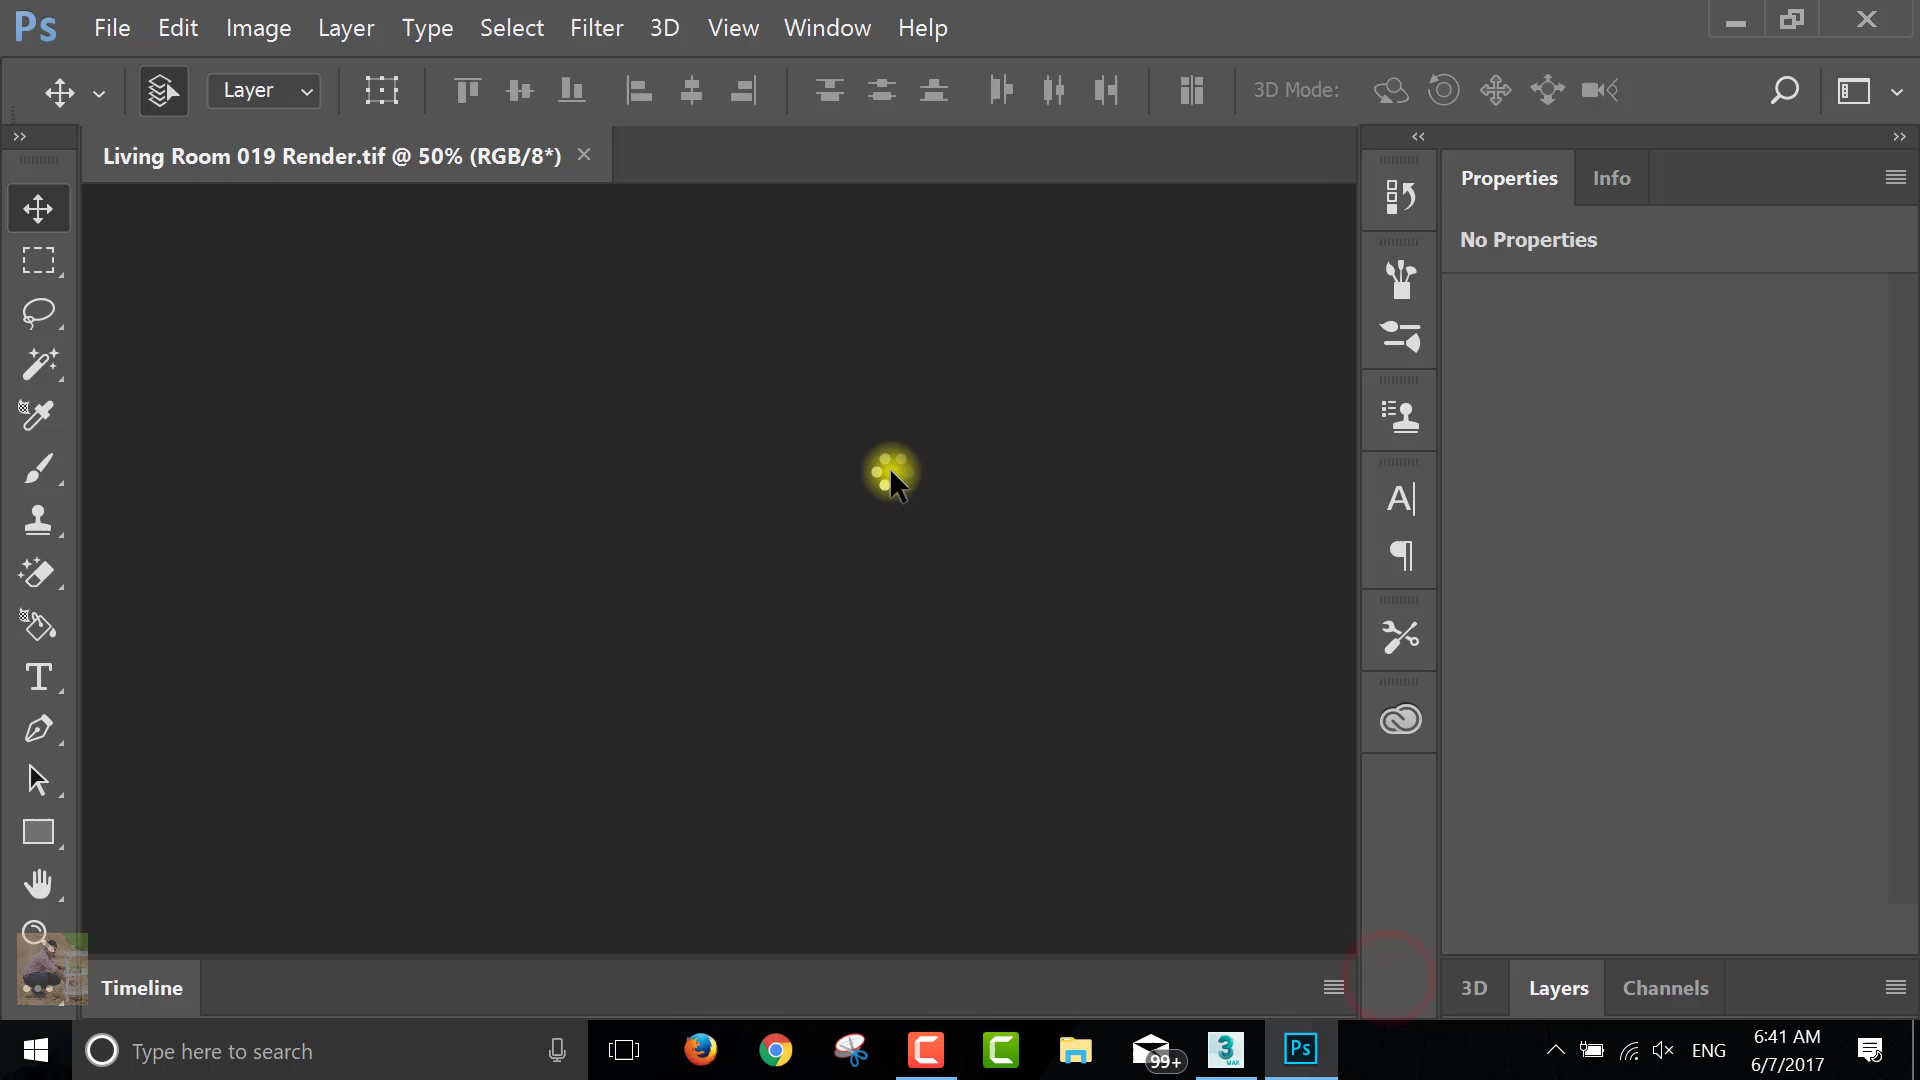 Ps File Edit Image Layer Type Select Filter 3D View Window Help
Layer 3D Mode:
Living Room 019 Render.tif @ 50% (RGB/8*)
Properties Info
No Properties
Timeline
3D Layers Channels
Type here to search
99+
MAX
Ps
ENG
6:41 AM
6/7/2017